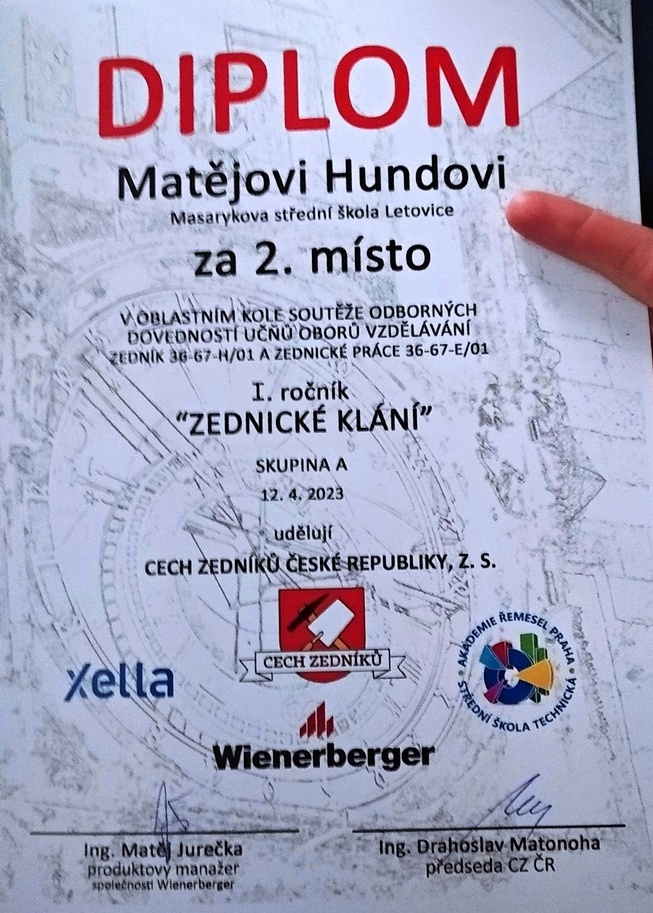 DIPLOM
Matějovi Hundovi
Masarykova střední škola Letovice
za 2. místo
V OBLASTNÍM KOLE SOUTĚŽE ODBORNÝCH
DOVEDNOSTÍ UČŇŮ OBORŮ VZDĚLÁVÁNÍ
ZEDNÍK 36-67-H/01 A ZEDNICKÉ PRÁCE 36-67-E/01
I. ročník
“ZEDNICKÉ KLÁNÍ”
SKUPINA A
12. 4. 2023
udělují
CECH ZEDNÍKŮ ČESKÉ REPUBLIKY, Z. S.
CECH ZEDNÍKŮ
xella
AKADEMIE ŘEMESEL PRAHA
STŘEDNÍ ŠKOLA TECHNICKÁ
Wienerberger
Ing. Matěj Jurečka
produktový manažer
společnosti Wienerberger
Ing. Drahoslav Matonoha
předseda CZ ČR